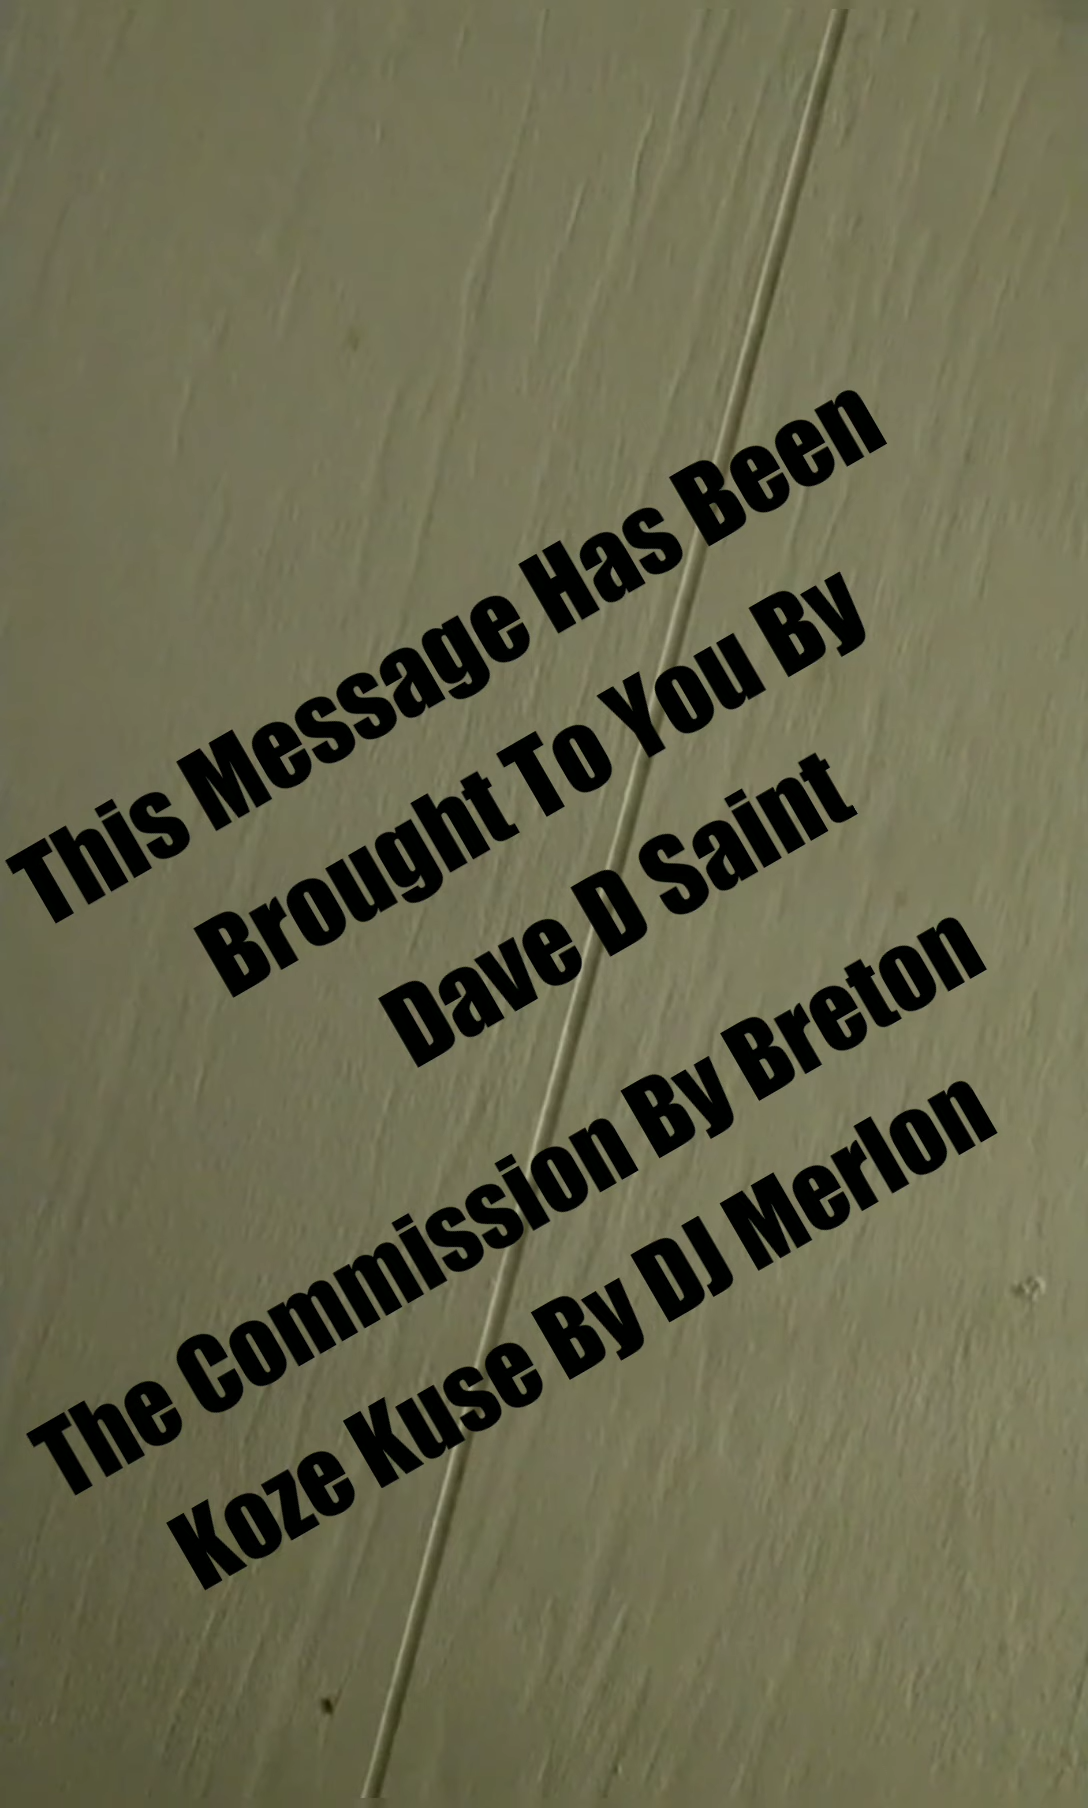 This Message Has Been
Brought To You By
Dave D Saint
The Commission By Breton
Koze Kuse By DJ Merlon